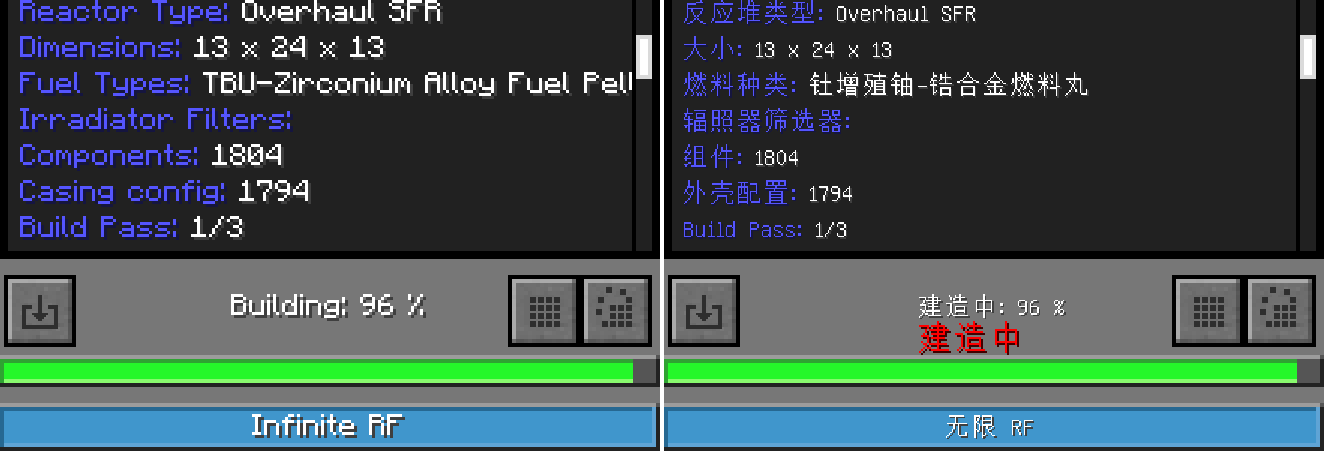 Reactor Type: Overhaul SFR
Dimensions: 13 x 24 x 13
Fuel Types: TBU-Zirconium Alloy Fuel Pell
Irradiator Filters:
Components: 1804
Casing config: 1794
Build Pass: 1/3
Building: 96 %
Infinite RF
反应堆类型: Overhaul SFR
大小: 13 x 24 x 13
燃料种类: 钍增殖铀-锆合金燃料丸
辐照器筛选器:
组件: 1804
外壳配置: 1794
Build Pass: 1/3
建造中: 96 %
建造中
无限 RF